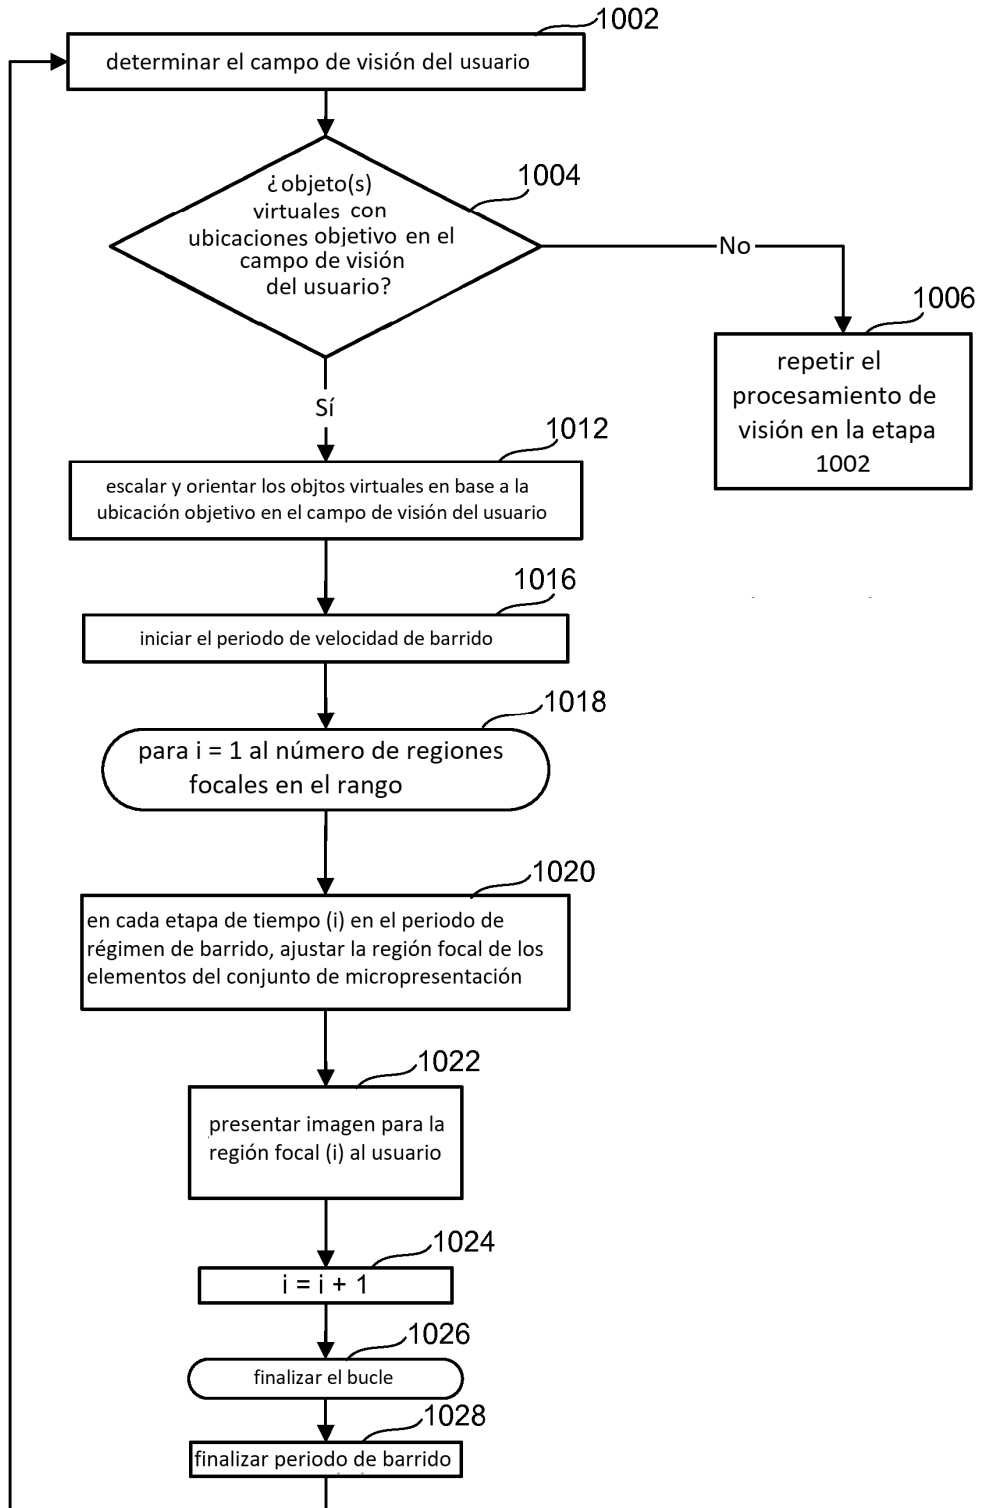 1002
determinar el campo de visión del usuario
1004
¿objeto(s)
virtuales con
ubicaciones objetivo en el
campo de visión
del usuario?
No
1006
repetir el
procesamiento de
visión en la etapa
1002
Sí
1012
escalar y orientar los objtos virtuales en base a la
ubicación objetivo en el campo de visión del usuario
1016
iniciar el periodo de velocidad de barrido
1018
para i = 1 al número de regiones
focales en el rango
1020
en cada etapa de tiempo (i) en el periodo de
régimen de barrido, ajustar la región focal de los
elementos del conjunto de micropresentación
1022
presentar imagen para la
región focal (i) al usuario
1024
i = i + 1
1026
finalizar el bucle
1028
finalizar periodo de barrido